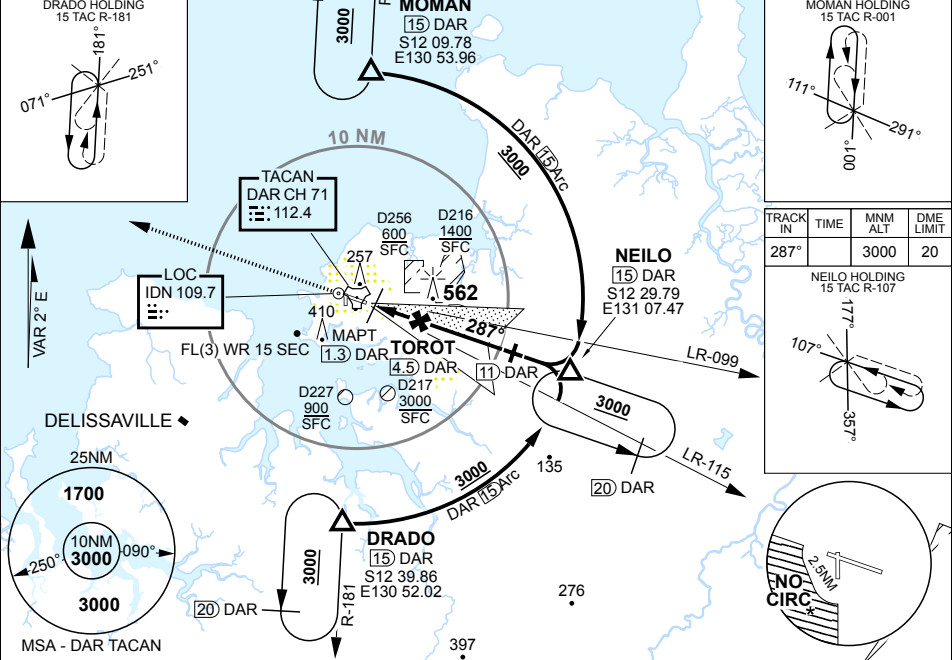 DRADO HOLDING
15 TAC R-181
181°
251°
071°
3000
MOMAN
15 DAR
S12 09.78
E130 53.96
MOMAN HOLDING
15 TAC R-001
111°
291°
001°
10 NM
DAR 15 Arc
3000
TACAN
DAR CH 71
112.4
D256
600
SFC
D216
1400
SFC
257
562
LOC
IDN 109.7
410
MAPT
1.3 DAR
FL(3) WR 15 SEC
TOROT
4.5 DAR
287°
11 DAR
NEILO
15 DAR
S12 29.79
E131 07.47
LR-099
TRACK IN TIME MNM ALT DME LIMIT
287° 3000 20
NEILO HOLDING
15 TAC R-107
177°
107°
357°
VAR 2° E
D227
900
SFC
D217
3000
SFC
3000
LR-115
20 DAR
135
DELISSAVILLE
25NM
1700
10NM
3000
250°
090°
3000
MSA - DAR TACAN
3000
DAR 15 Arc
DRADO
15 DAR
S12 39.86
E130 52.02
3000
R-181
20 DAR
276
397
2.5NM
NO
CIRC*